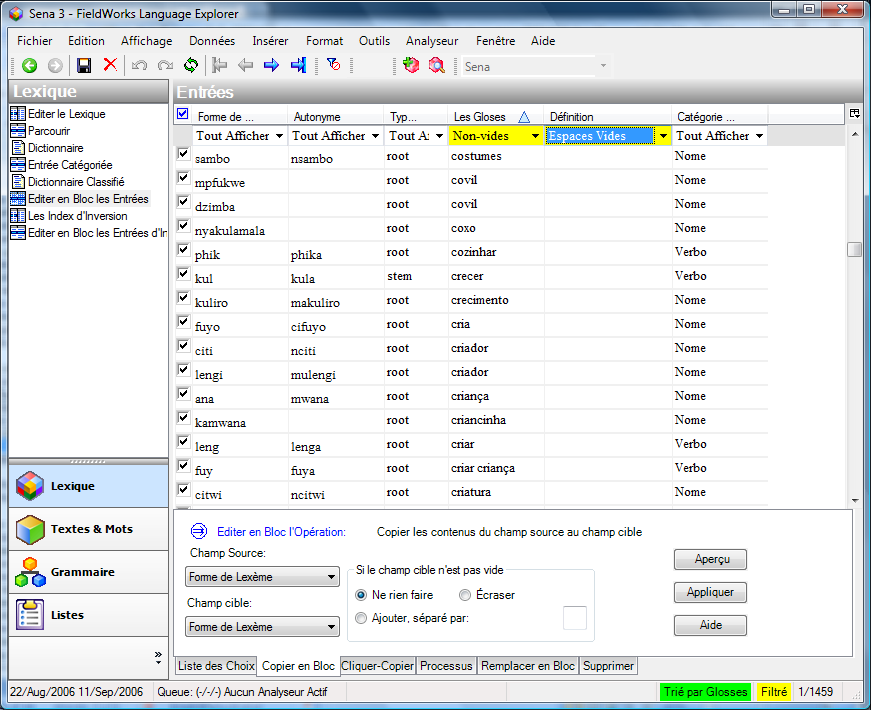 Sena 3 - FieldWorks Language Explorer
Fichier Edition Affichage Données Insérer Format Outils Analyseur Fenêtre Aide
Sena
Lexique
Editer le Lexique
Parcourir
Dictionnaire
Entrée Catégoriée
Dictionnaire Classifié
Editer en Bloc les Entrées
Les Index d'Inversion
Editer en Bloc les Entrées d'In
Lexique
Textes & Mots
Grammaire
Listes
»
Entrées
Forme de ... Autonyme Typ... Les Gloses Définition Catégorie ...
Tout Afficher Tout Afficher Tout A: Non-vides Espaces Vides Tout Afficher
sambo nsambo root costumes Nome
mpfukwe root covil Nome
dzimba root covil Nome
nyakulamala root coxo Nome
phik phika root cozinhar Verbo
kul kula stem crecer Verbo
kuliro makuliro root crecimento Nome
fuyo cifuyo root cria Nome
citi nciti root criador Nome
lengi mulengi root criador Nome
ana mwana root criança Nome
kamwana root criancinha Nome
leng lenga root criar Verbo
fuy fuya root criar criança Verbo
citwi ncitwi root criatura Nome
Editer en Bloc l'Opération: Copier les contenus du champ source au champ cible
Champ Source:
Forme de Lexème
Champ cible:
Forme de Lexème
Si le champ cible n'est pas vide
Ne rien faire Écraser
Ajouter, séparé par:
Aperçu
Appliquer
Aide
Liste des Choix Copier en Bloc Cliquer-Copier Processus Remplacer en Bloc Supprimer
22/Aug/2006 11/Sep/2006 Queue: (-/-/-) Aucun Analyseur Actif Trié par Glosses Filtré 1/1459